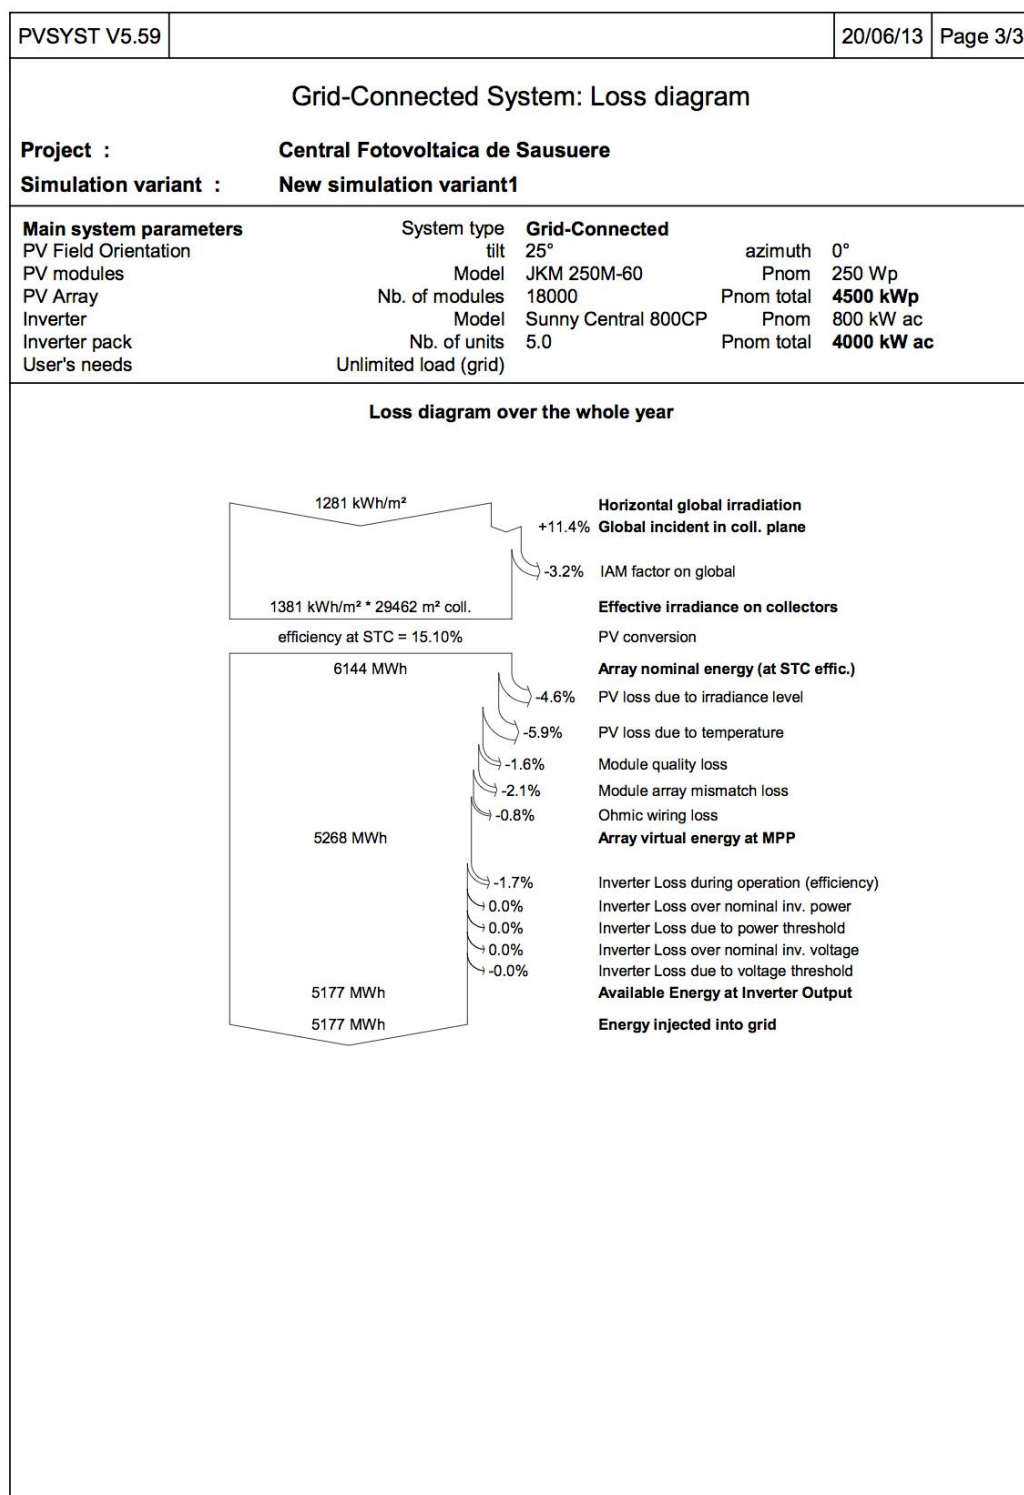 PVSYST V5.59 20/06/13 Page 3/3
Grid-Connected System: Loss diagram
Project : Central Fotovoltaica de Sausuere
Simulation variant : New simulation variant1
Main system parameters System type Grid-Connected
PV Field Orientation tilt 25° azimuth 0°
PV modules Model JKM 250M-60 Pnom 250 Wp
PV Array Nb. of modules 18000 Pnom total 4500 kWp
Inverter Model Sunny Central 800CP Pnom 800 kW ac
Inverter pack Nb. of units 5.0 Pnom total 4000 kW ac
User's needs Unlimited load (grid)
Loss diagram over the whole year
1281 kWh/m² Horizontal global irradiation
+11.4% Global incident in coll. plane
-3.2% IAM factor on global
1381 kWh/m² * 29462 m² coll. Effective irradiance on collectors
efficiency at STC = 15.10% PV conversion
6144 MWh Array nominal energy (at STC effic.)
-4.6% PV loss due to irradiance level
-5.9% PV loss due to temperature
-1.6% Module quality loss
-2.1% Module array mismatch loss
-0.8% Ohmic wiring loss
5268 MWh Array virtual energy at MPP
-1.7% Inverter Loss during operation (efficiency)
0.0% Inverter Loss over nominal inv. power
0.0% Inverter Loss due to power threshold
0.0% Inverter Loss over nominal inv. voltage
-0.0% Inverter Loss due to voltage threshold
5177 MWh Available Energy at Inverter Output
5177 MWh Energy injected into grid